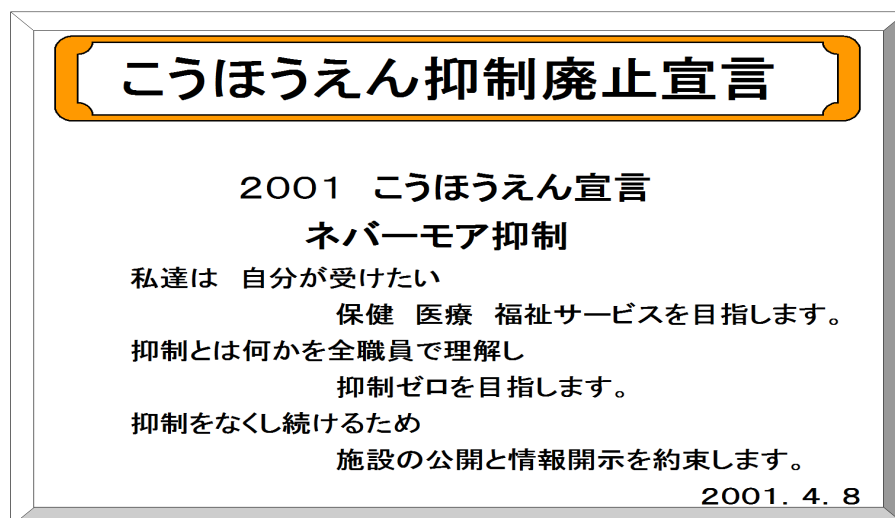 こうほうえん抑制廃止宣言
2001　こうほうえん宣言
ネバーモア抑制
私達は　自分が受けたい
保健　医療　福祉サービスを目指します。
抑制とは何かを全職員で理解し
抑制ゼロを目指します。
抑制をなくし続けるため
施設の公開と情報開示を約束します。
2001. 4. 8